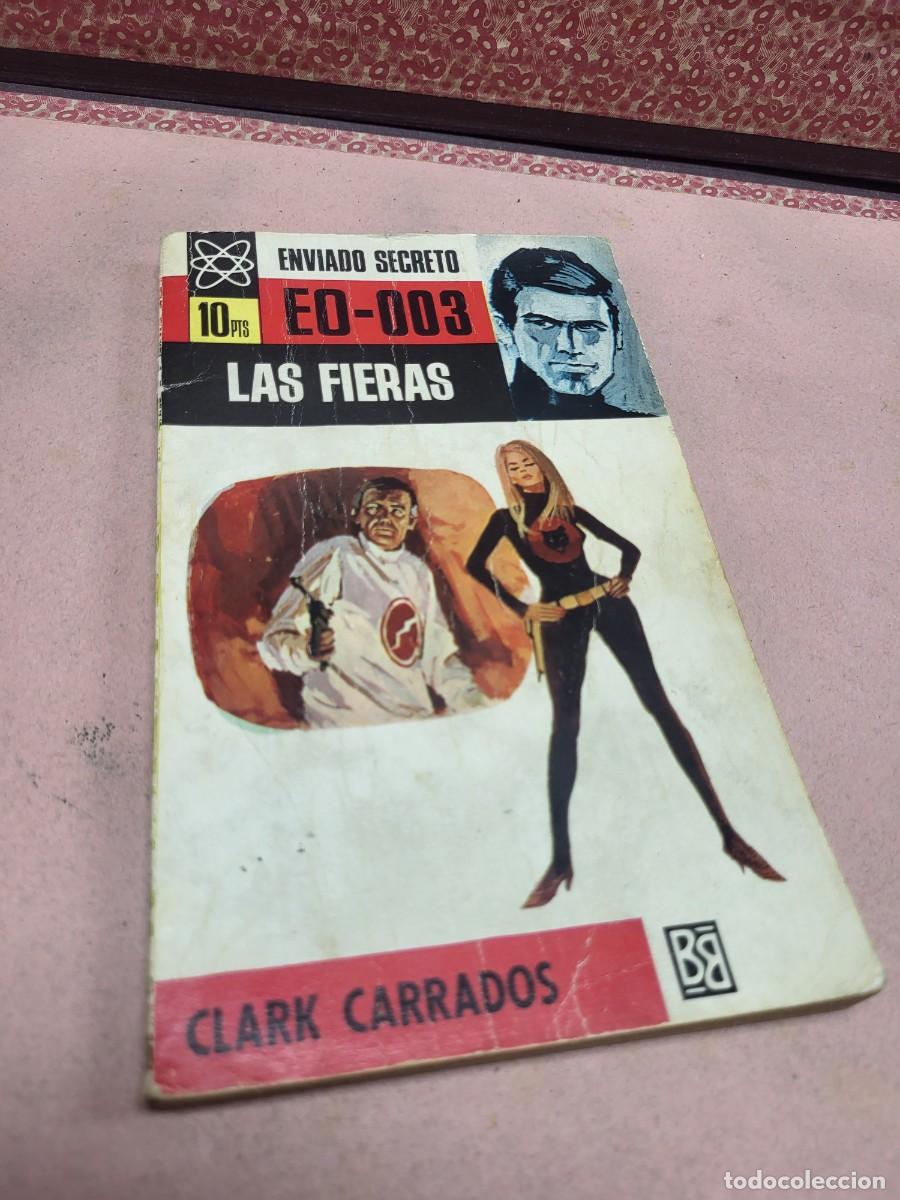 ENVIADO SECRETO
10 PTS
EO-003
LAS FIERAS
CLARK CARRADOS
BB
todocoleccion